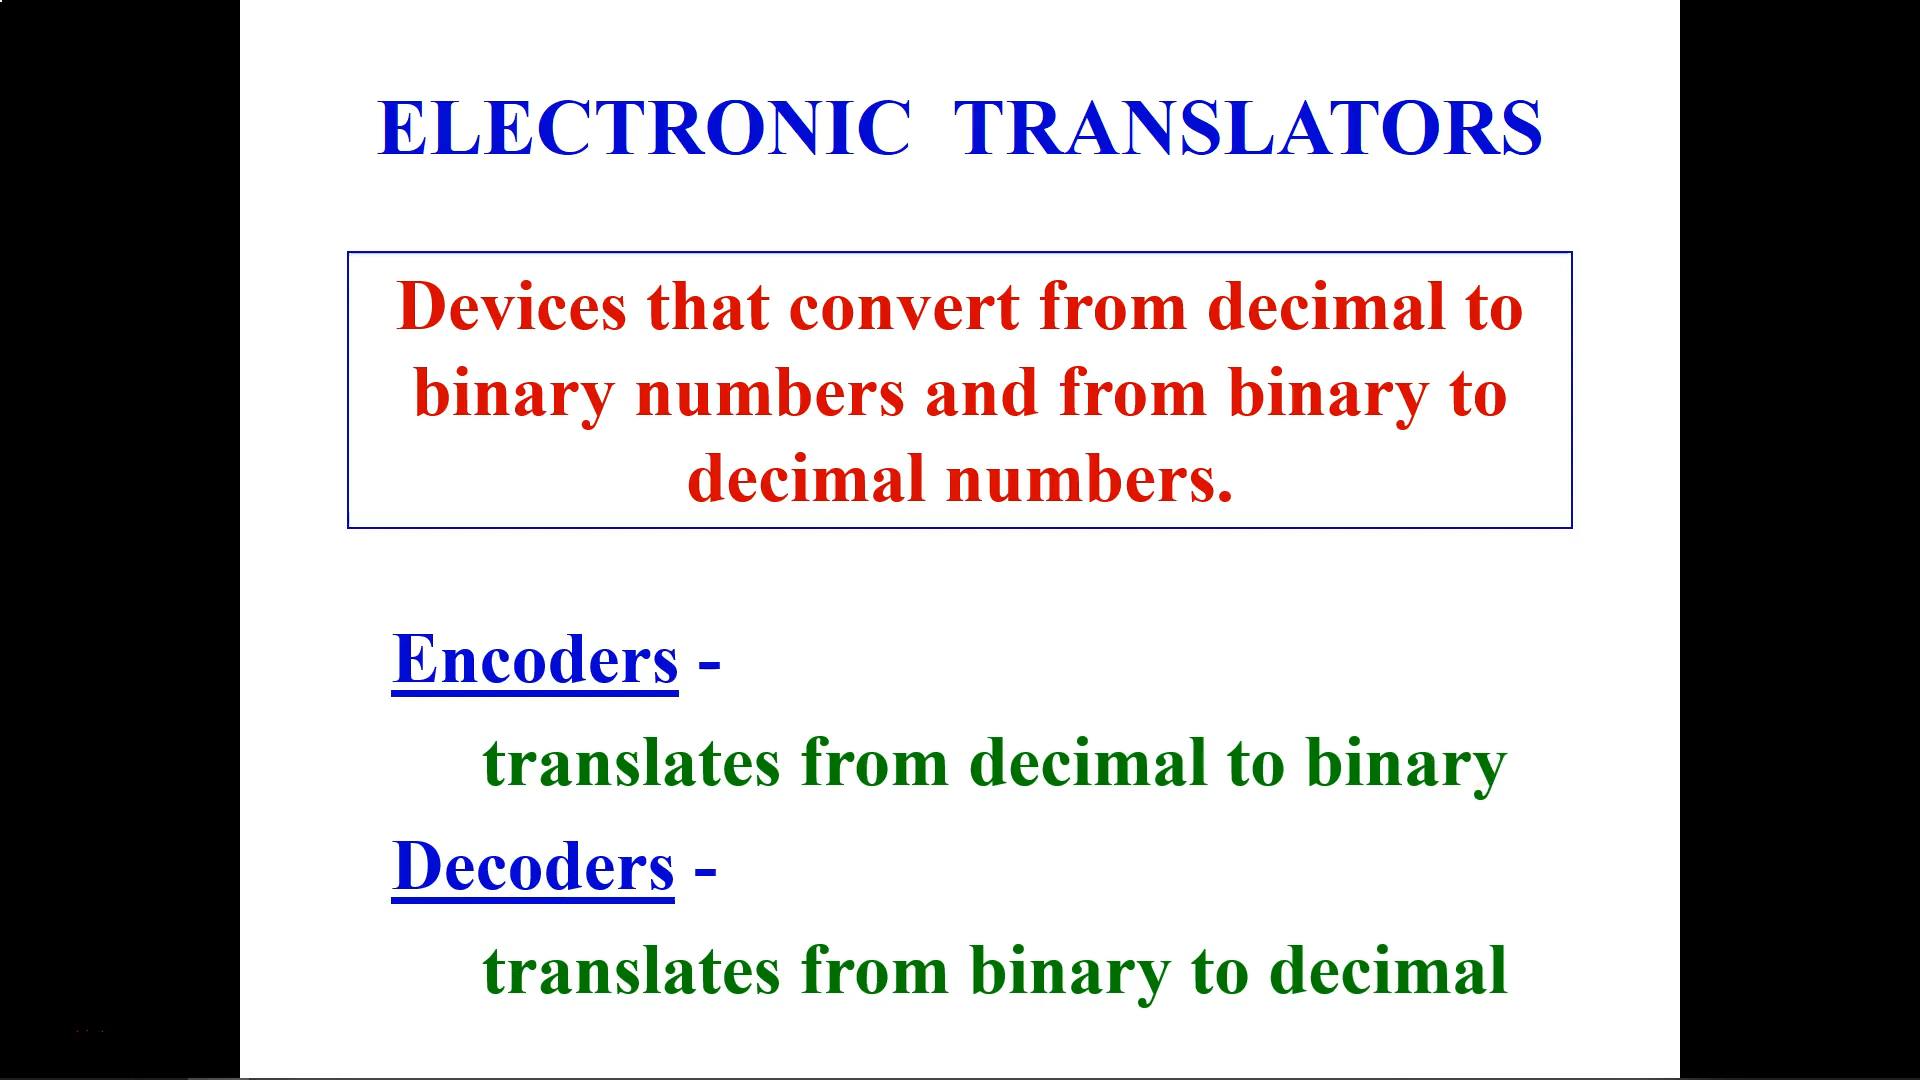 ELECTRONIC TRANSLATORS
Devices that convert from decimal to
binary numbers and from binary to
decimal numbers.
Encoders -
translates from decimal to binary
Decoders -
translates from binary to decimal